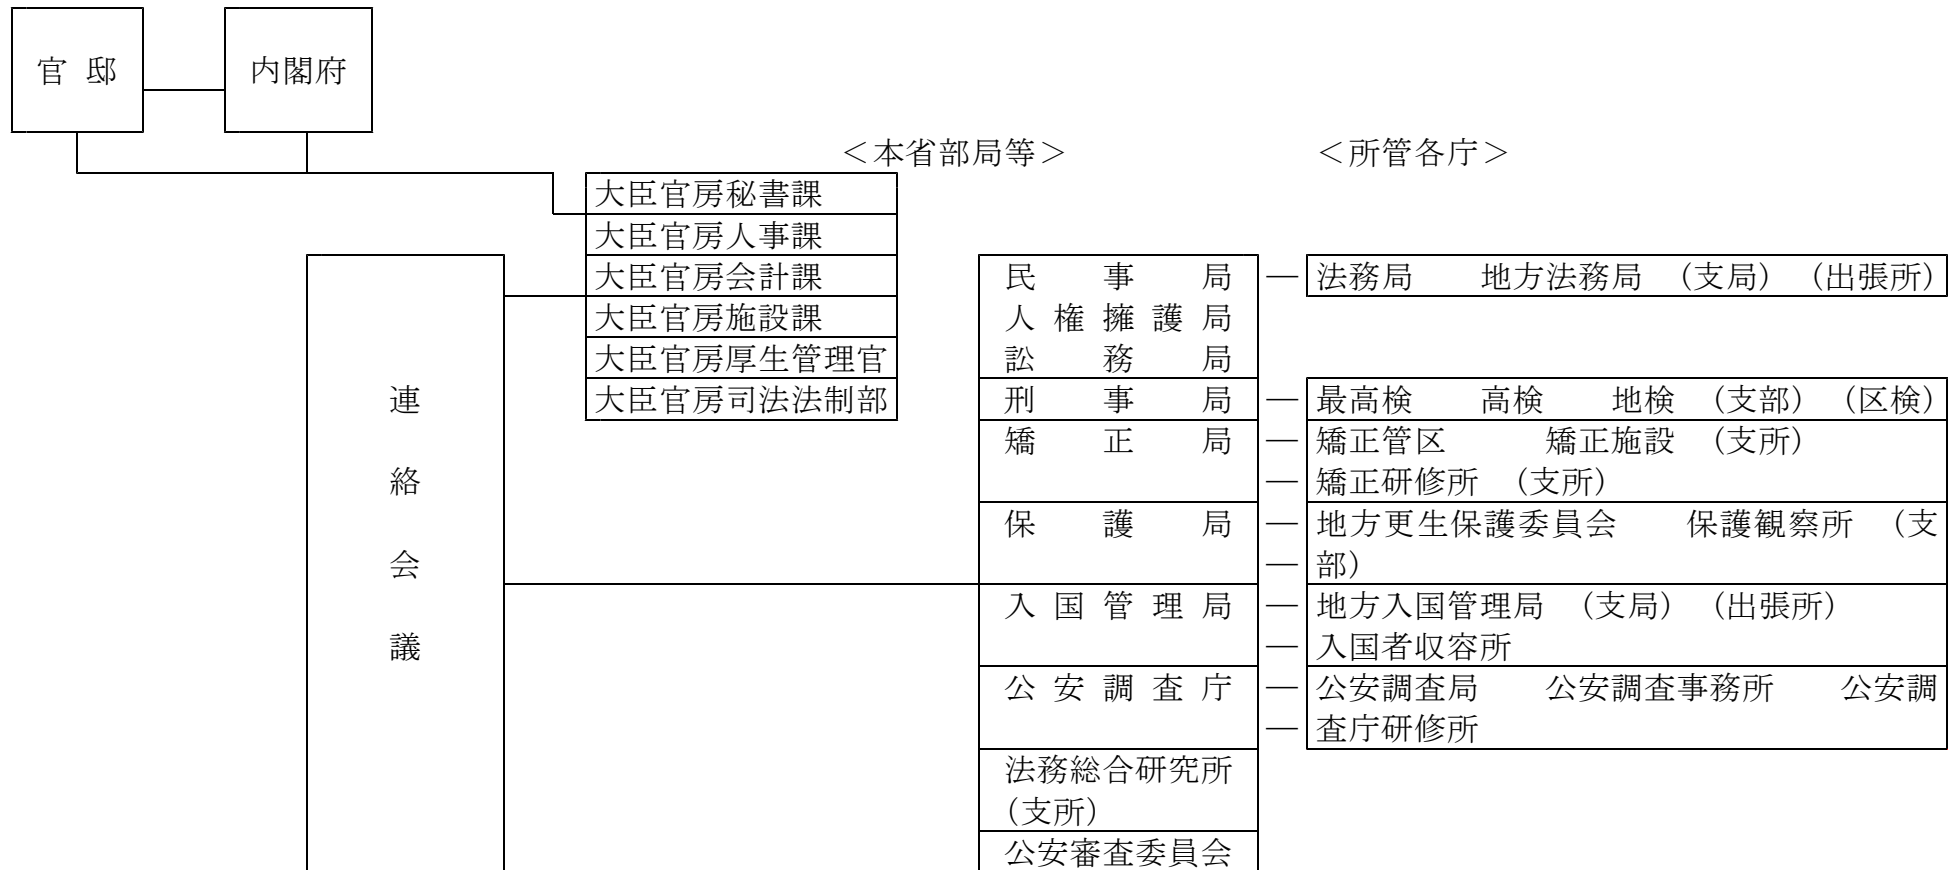 官 邸
内閣府
＜本省部局等＞
＜所管各庁＞
大臣官房秘書課
大臣官房人事課
大臣官房会計課
大臣官房施設課
大臣官房厚生管理官
大臣官房司法法制部
連
絡
会
議
民事局
人権擁護局
訟務局
刑事局
矯正局
保護局
入国管理局
公安調査庁
法務総合研究所
（支所）
公安審査委員会
― 法務局　地方法務局　（支局）　（出張所）
― 最高検　高検　地検　（支部）　（区検）
― 矯正管区　矯正施設　（支所）
― 矯正研修所　（支所）
― 地方更生保護委員会　保護観察所　（支
― 部）
― 地方入国管理局　（支局）　（出張所）
― 入国者収容所
― 公安調査局　公安調査事務所　公安調
― 査庁研修所